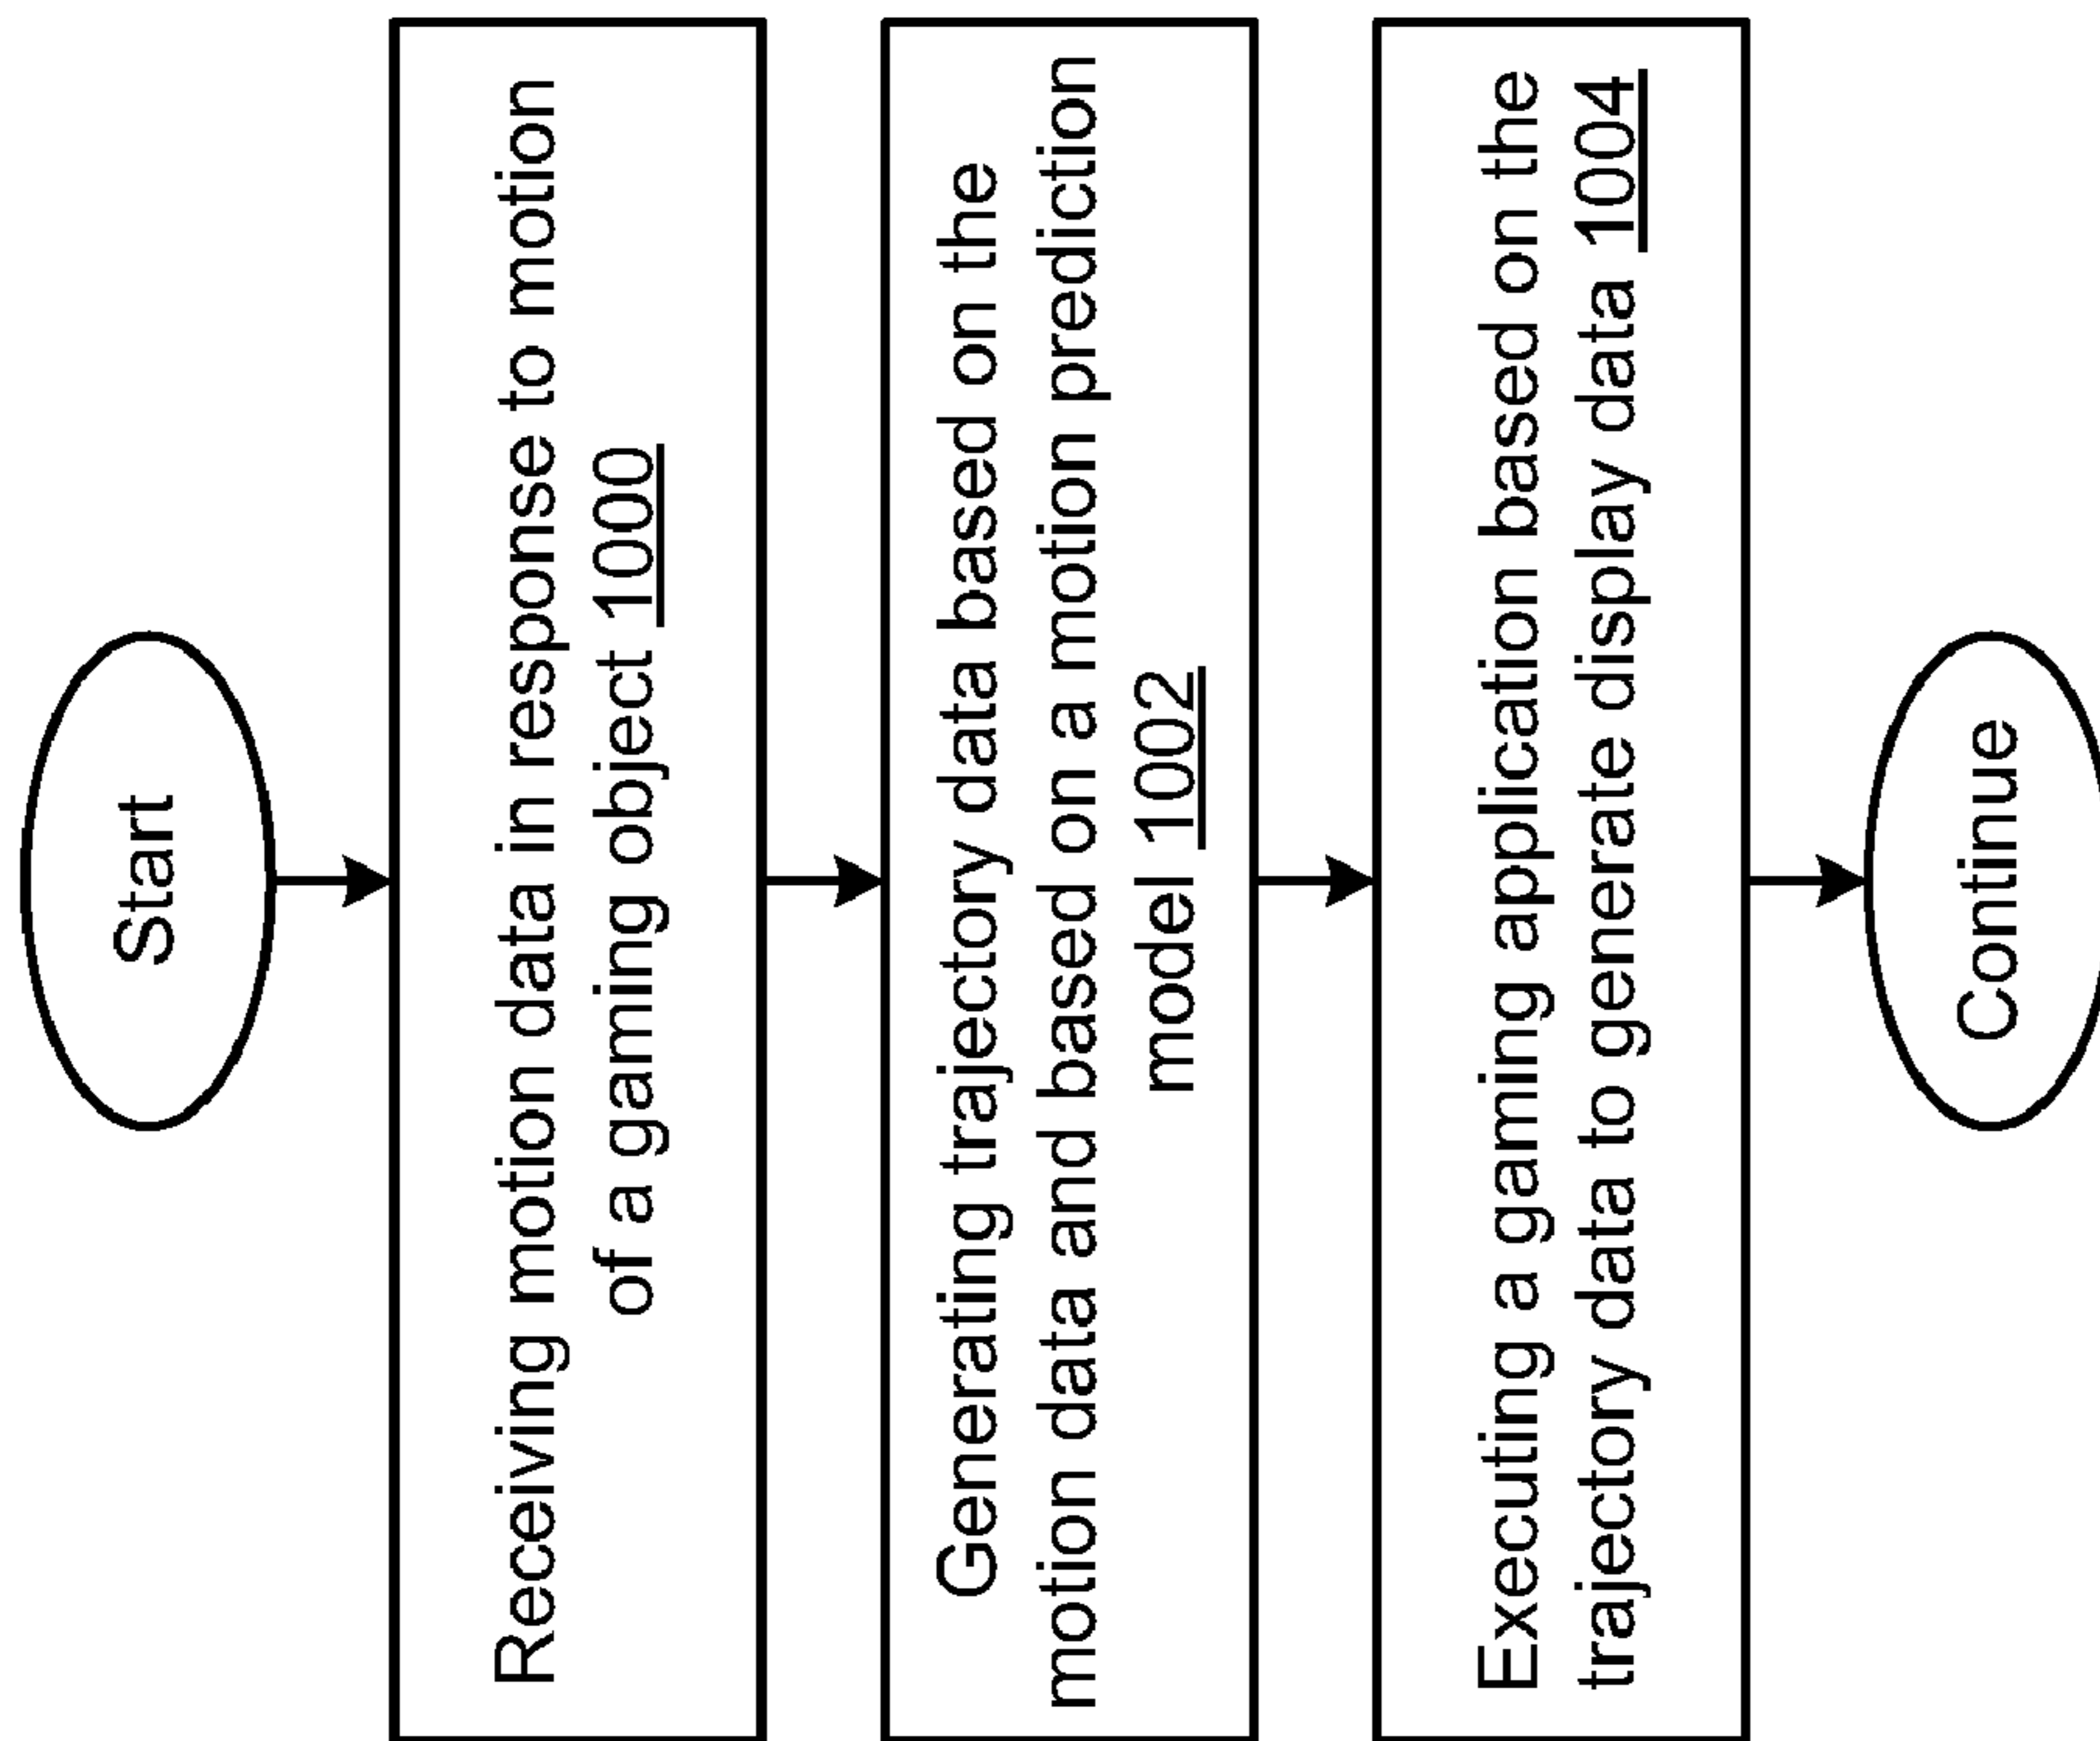 Start
Receiving motion data in response to motion
of a gaming object 1000
Generating trajectory data based on the
motion data and based on a motion prediction
model 1002
Executing a gaming application based on the
trajectory data to generate display data 1004
Continue